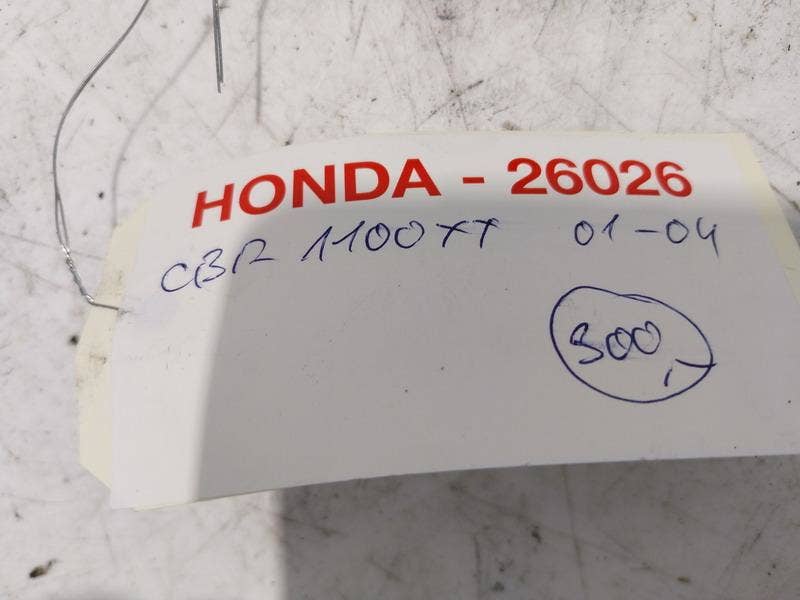 HONDA - 26026
CBR 1100XX 01-04
300,-